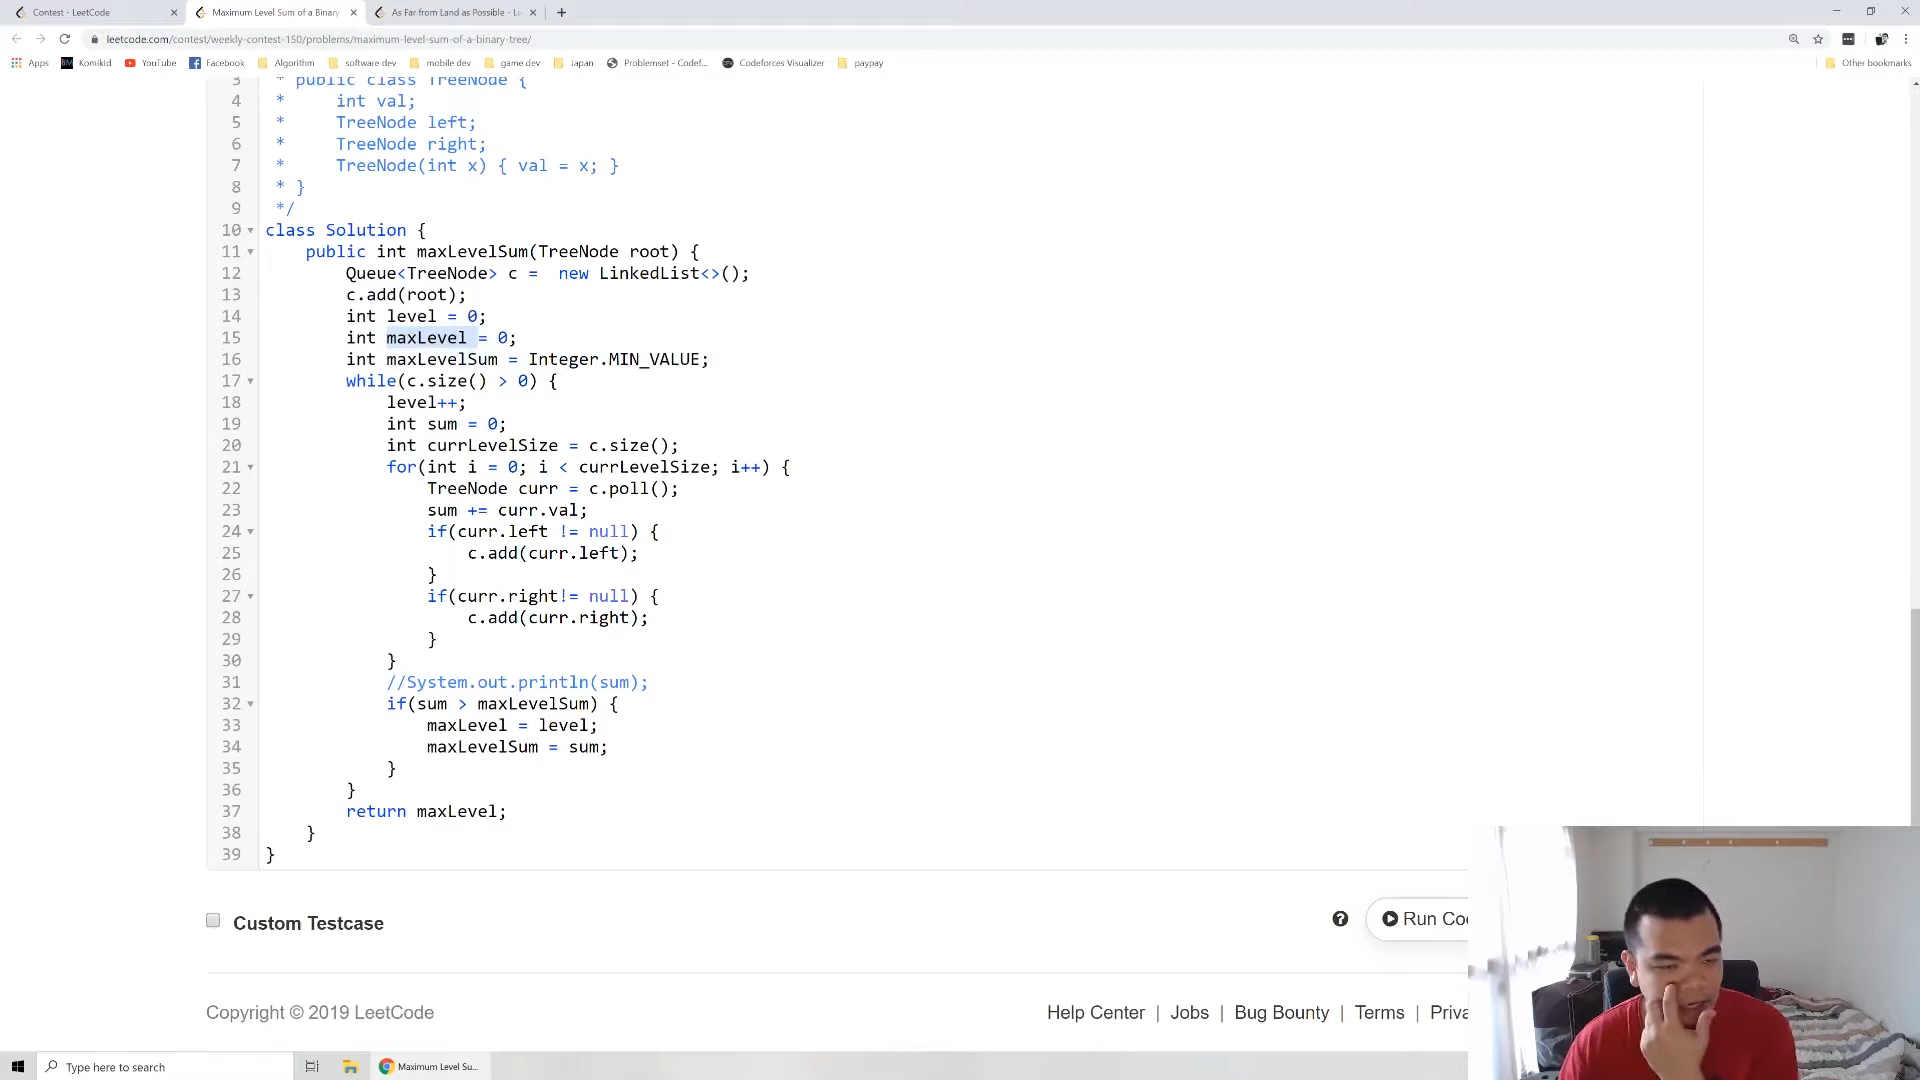 Contest - LeetCode
Maximum Level Sum of a Binary
As Far from Land as Possible - Le
leetcode.com/contest/weekly-contest-150/problems/maximum-level-sum-of-a-binary-tree/
Apps
Komikid
YouTube
Facebook
Algorithm
software dev
mobile dev
game dev
Japan
Problemset - Codef...
Codeforces Visualizer
paypay
Other bookmarks
3 * public class TreeNode {
4 * int val;
5 * TreeNode left;
6 * TreeNode right;
7 * TreeNode(int x) { val = x; }
8 * }
9 */
10 class Solution {
11 public int maxLevelSum(TreeNode root) {
12 Queue<TreeNode> c = new LinkedList<>();
13 c.add(root);
14 int level = 0;
15 int maxLevel = 0;
16 int maxLevelSum = Integer.MIN_VALUE;
17 while(c.size() > 0) {
18 level++;
19 int sum = 0;
20 int currLevelSize = c.size();
21 for(int i = 0; i < currLevelSize; i++) {
22 TreeNode curr = c.poll();
23 sum += curr.val;
24 if(curr.left != null) {
25 c.add(curr.left);
26 }
27 if(curr.right!= null) {
28 c.add(curr.right);
29 }
30 }
31 //System.out.println(sum);
32 if(sum > maxLevelSum) {
33 maxLevel = level;
34 maxLevelSum = sum;
35 }
36 }
37 return maxLevel;
38 }
39 }
Custom Testcase
Run Coo
Copyright © 2019 LeetCode
Help Center | Jobs | Bug Bounty | Terms | Priva
Type here to search
Maximum Level Su...